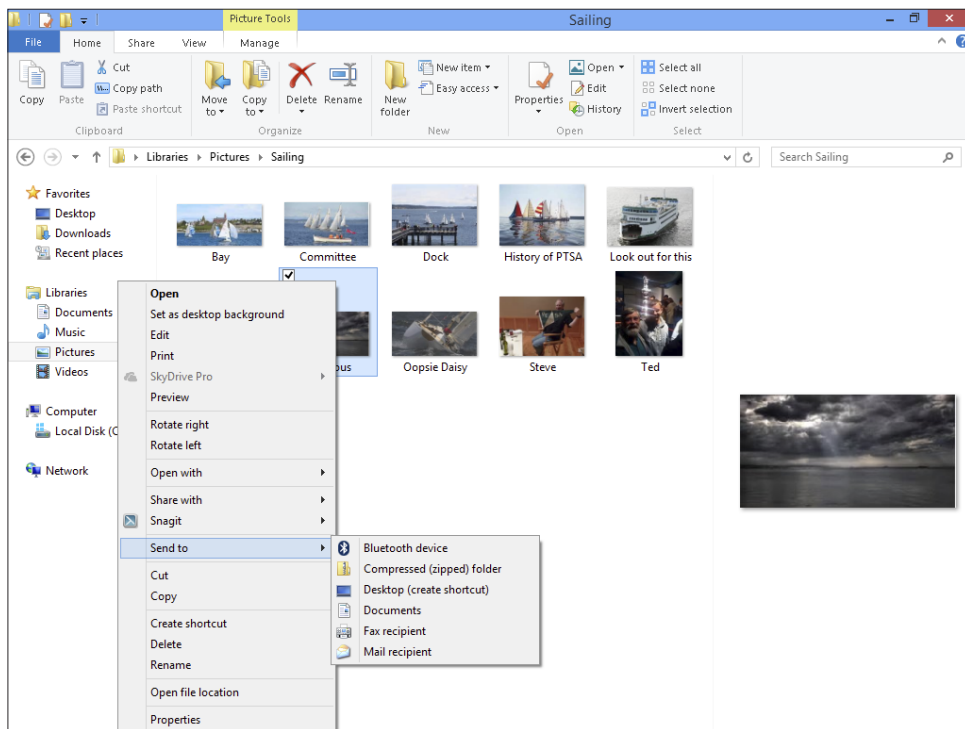 Picture Tools
Sailing
File Home Share View Manage
Copy
Paste
Cut
Copy path
Paste shortcut
Clipboard
Move to
Copy to
Delete
Rename
Organize
New folder
New item
Easy access
New
Properties
Open
Edit
History
Open
Select all
Select none
Invert selection
Select
Libraries Pictures Sailing
Search Sailing
Favorites
Desktop
Downloads
Recent places
Libraries
Documents
Music
Pictures
Videos
Computer
Local Disk (C
Network
Bay
Committee
Dock
History of PTSA
Look out for this
Oopsie Daisy
Steve
Ted
Open
Set as desktop background
Edit
Print
SkyDrive Pro
Preview
Rotate right
Rotate left
Open with
Share with
Snagit
Send to
Cut
Copy
Create shortcut
Delete
Rename
Open file location
Properties
Bluetooth device
Compressed (zipped) folder
Desktop (create shortcut)
Documents
Fax recipient
Mail recipient